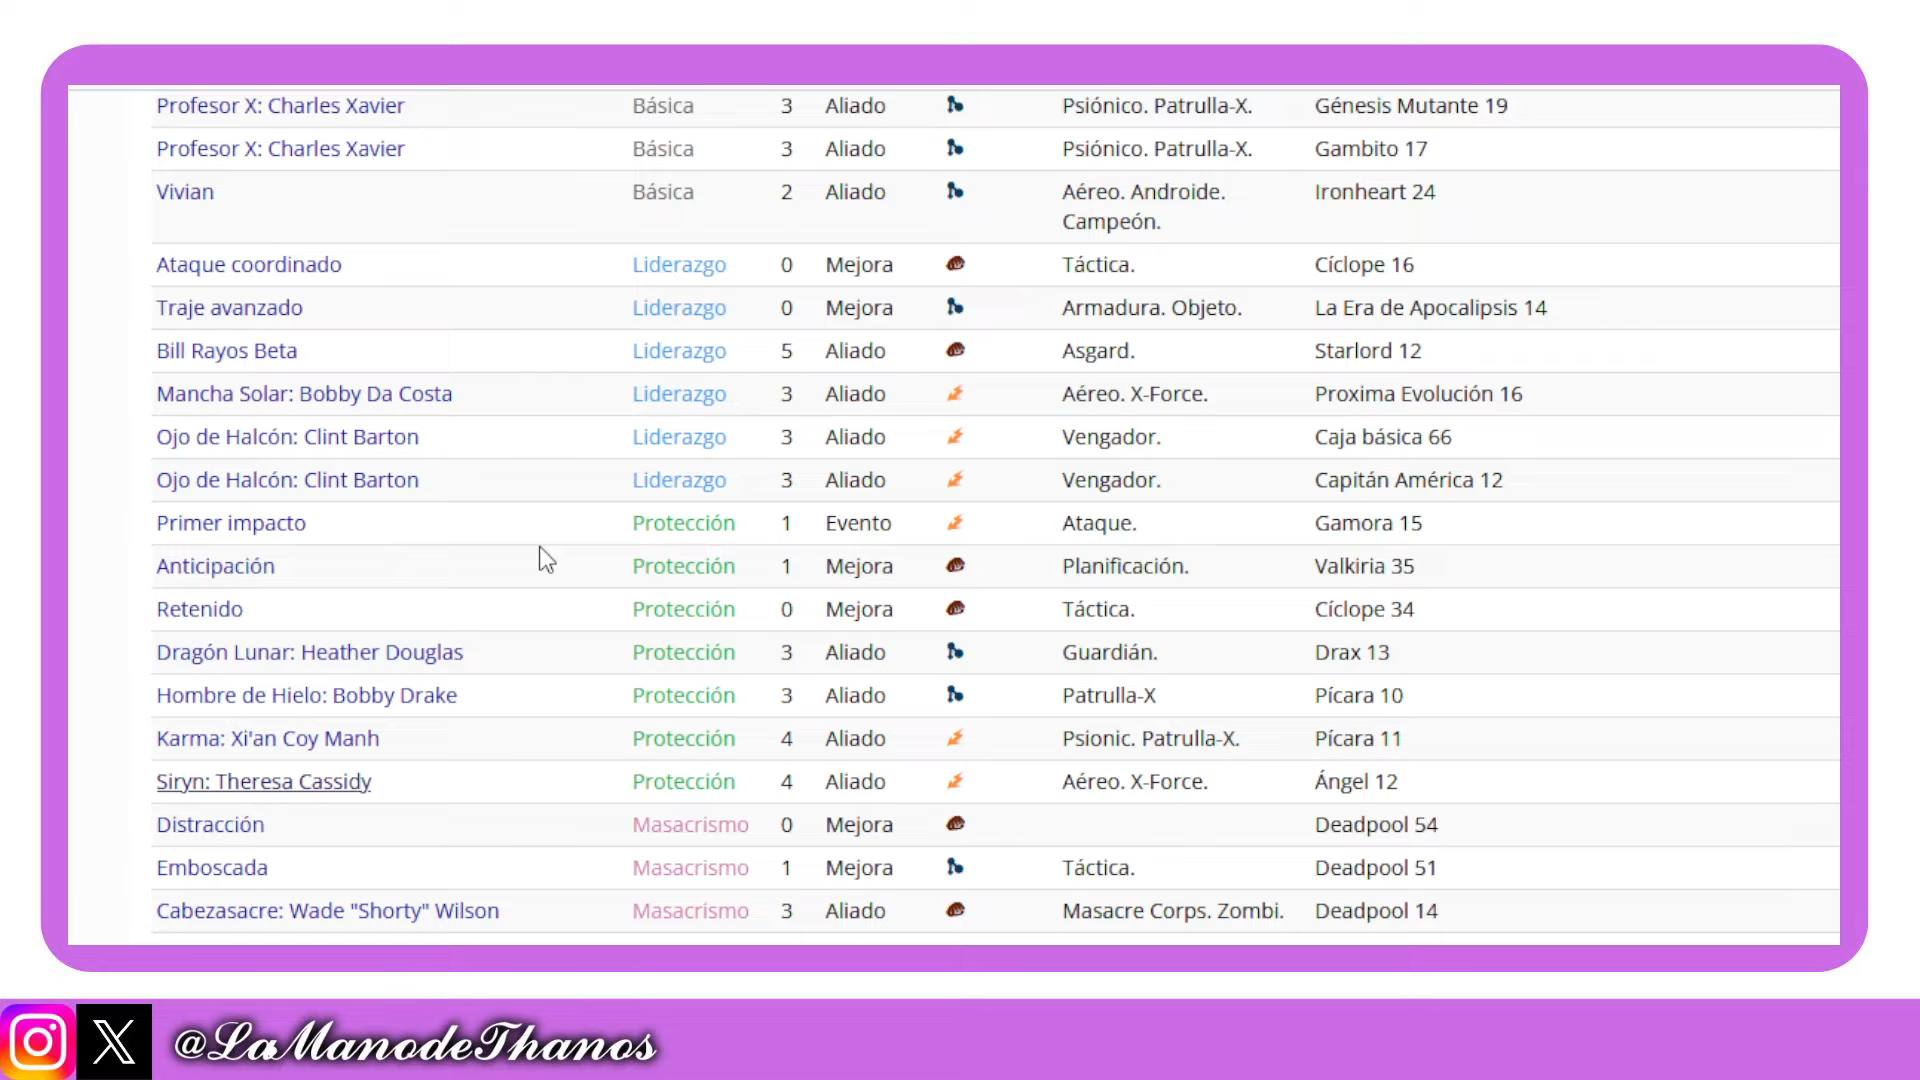 Profesor X: Charles Xavier Básica 3 Aliado Psiónico. Patrulla-X. Génesis Mutante 19
Profesor X: Charles Xavier Básica 3 Aliado Psiónico. Patrulla-X. Gambito 17
Vivian Básica 2 Aliado Aéreo. Androide. Campeón. Ironheart 24
Ataque coordinado Liderazgo 0 Mejora Táctica. Cíclope 16
Traje avanzado Liderazgo 0 Mejora Armadura. Objeto. La Era de Apocalipsis 14
Bill Rayos Beta Liderazgo 5 Aliado Asgard. Starlord 12
Mancha Solar: Bobby Da Costa Liderazgo 3 Aliado Aéreo. X-Force. Proxima Evolución 16
Ojo de Halcón: Clint Barton Liderazgo 3 Aliado Vengador. Caja básica 66
Ojo de Halcón: Clint Barton Liderazgo 3 Aliado Vengador. Capitán América 12
Primer impacto Protección 1 Evento Ataque. Gamora 15
Anticipación Protección 1 Mejora Planificación. Valkiria 35
Retenido Protección 0 Mejora Táctica. Cíclope 34
Dragón Lunar: Heather Douglas Protección 3 Aliado Guardián. Drax 13
Hombre de Hielo: Bobby Drake Protección 3 Aliado Patrulla-X Pícara 10
Karma: Xi'an Coy Manh Protección 4 Aliado Psionic. Patrulla-X. Pícara 11
Siryn: Theresa Cassidy Protección 4 Aliado Aéreo. X-Force. Ángel 12
Distracción Masacrismo 0 Mejora Deadpool 54
Emboscada Masacrismo 1 Mejora Táctica. Deadpool 51
Cabezasacre: Wade "Shorty" Wilson Masacrismo 3 Aliado Masacre Corps. Zombi. Deadpool 14
@LaManodeThanos